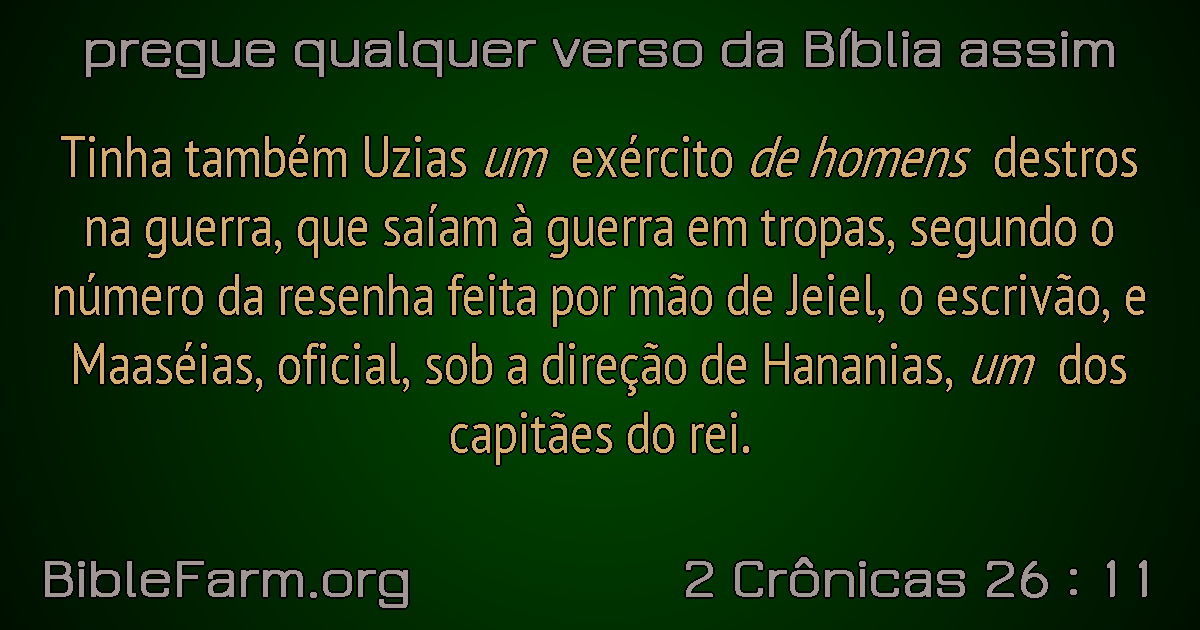 pregue qualquer verso da Bíblia assim
Tinha também Uzias um exército de homens destros
na guerra, que saíam à guerra em tropas, segundo o
número da resenha feita por mão de Jeiel, o escrivão, e
Maaséias, oficial, sob a direção de Hananias, um dos
capitães do rei.
BibleFarm.org 2 Crônicas 26 : 11